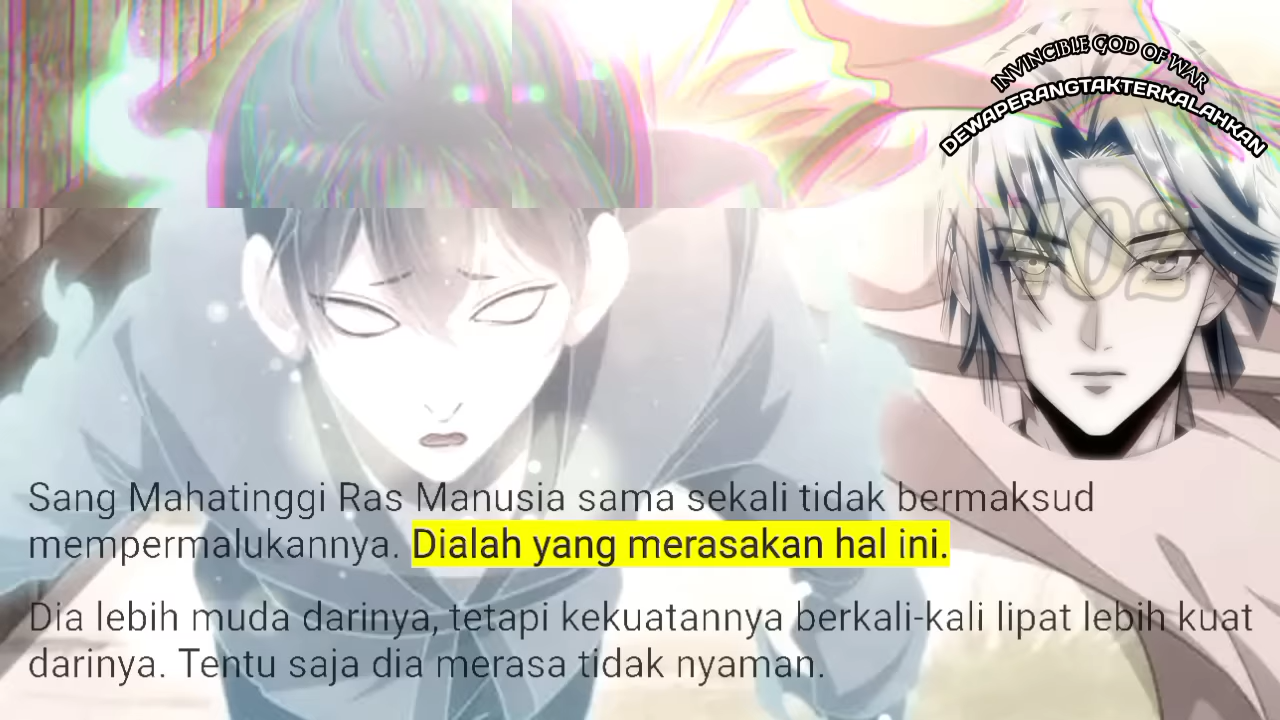 INVINCIBLE GOD OF WAR
DEWAPERANGTAKTERKALAHKAN
402
Sang Mahatinggi Ras Manusia sama sekali tidak bermaksud
mempermalukannya. Dialah yang merasakan hal ini.
Dia lebih muda darinya, tetapi kekuatannya berkali-kali lipat lebih kuat
darinya. Tentu saja dia merasa tidak nyaman.